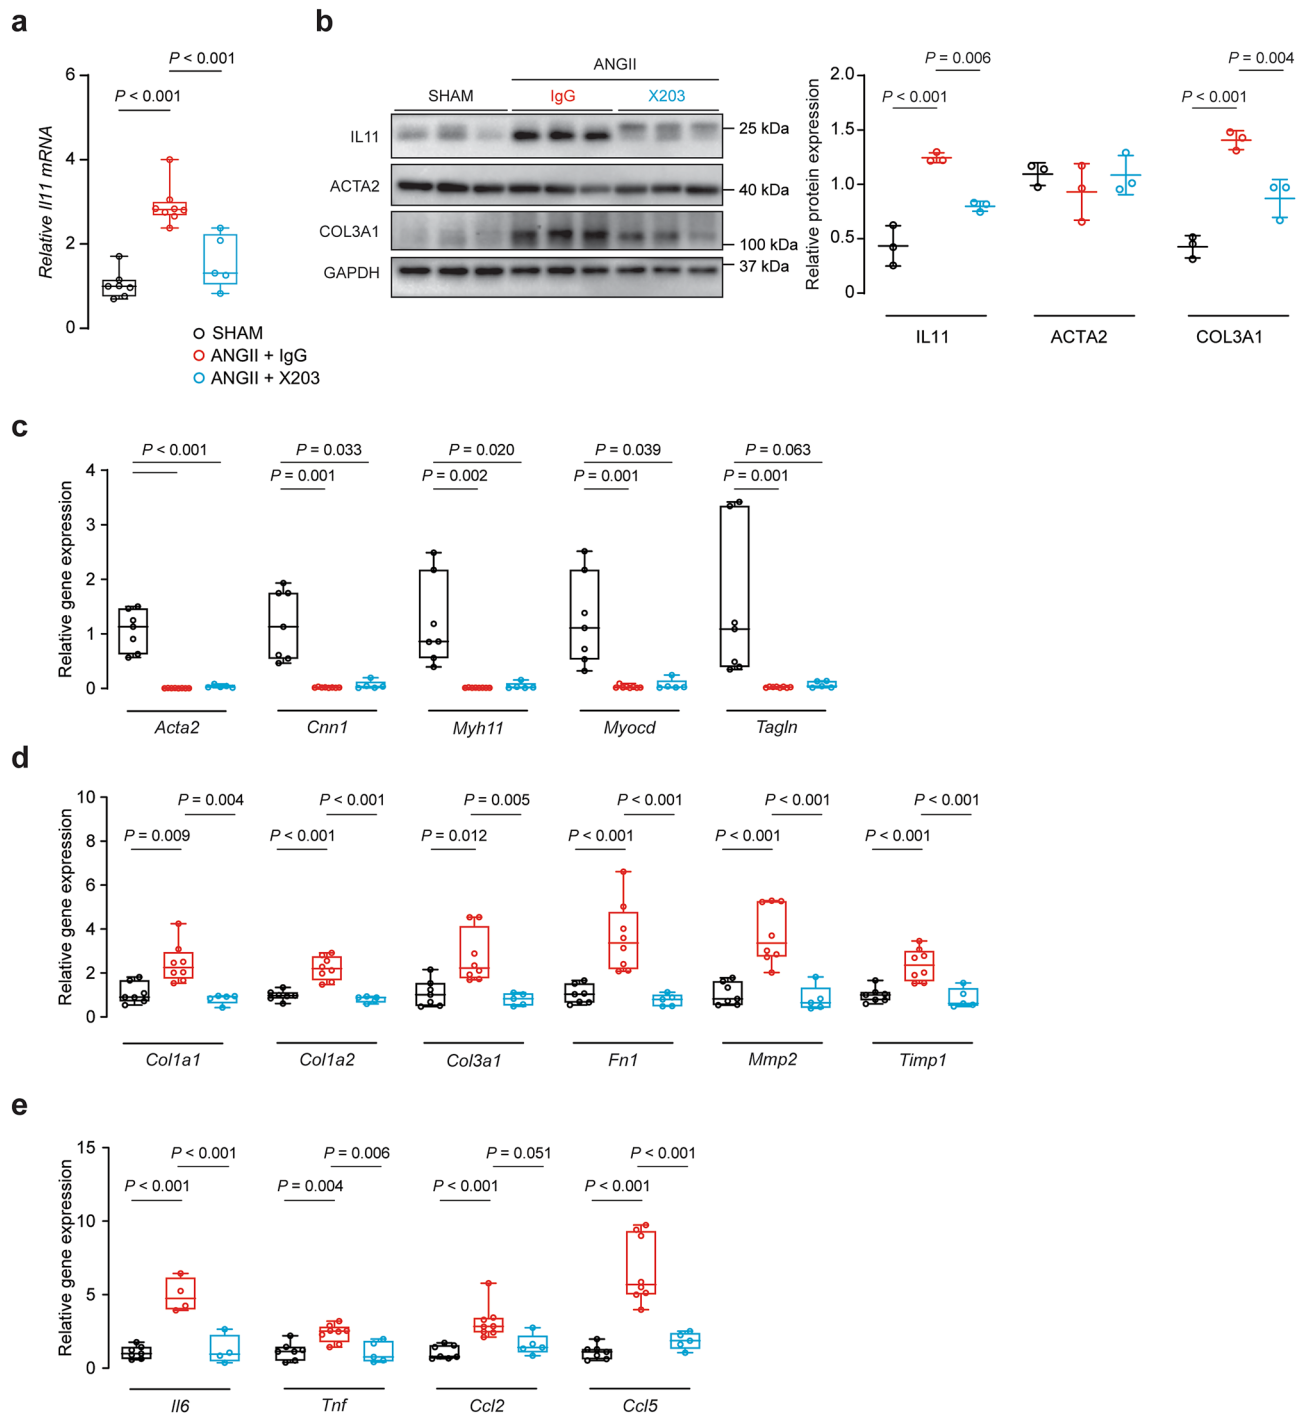 a
P < 0.001
P < 0.001
6
4
2
0
Relative Il11 mRNA
SHAM
ANGII + IgG
ANGII + X203
b
ANGII
SHAM
IgG
X203
IL11
25 kDa
ACTA2
40 kDa
COL3A1
100 kDa
GAPDH
37 kDa
Relative protein expression
2.0
1.5
1.0
0.5
0
P = 0.006
P < 0.001
P = 0.004
P < 0.001
IL11
ACTA2
COL3A1
c
Relative gene expression
4
3
2
1
0
P < 0.001
P = 0.033
P = 0.020
P = 0.039
P = 0.063
P = 0.001
P = 0.002
P = 0.001
P = 0.001
Acta2
Cnn1
Myh11
Myocd
Tagln
d
Relative gene expression
10
8
6
4
2
0
P = 0.004
P < 0.001
P = 0.005
P < 0.001
P < 0.001
P < 0.001
P = 0.009
P < 0.001
P = 0.012
P < 0.001
P < 0.001
P < 0.001
Col1a1
Col1a2
Col3a1
Fn1
Mmp2
Timp1
e
Relative gene expression
15
10
5
0
P < 0.001
P = 0.006
P = 0.051
P < 0.001
P < 0.001
P = 0.004
P < 0.001
P < 0.001
Il6
Tnf
Ccl2
Ccl5